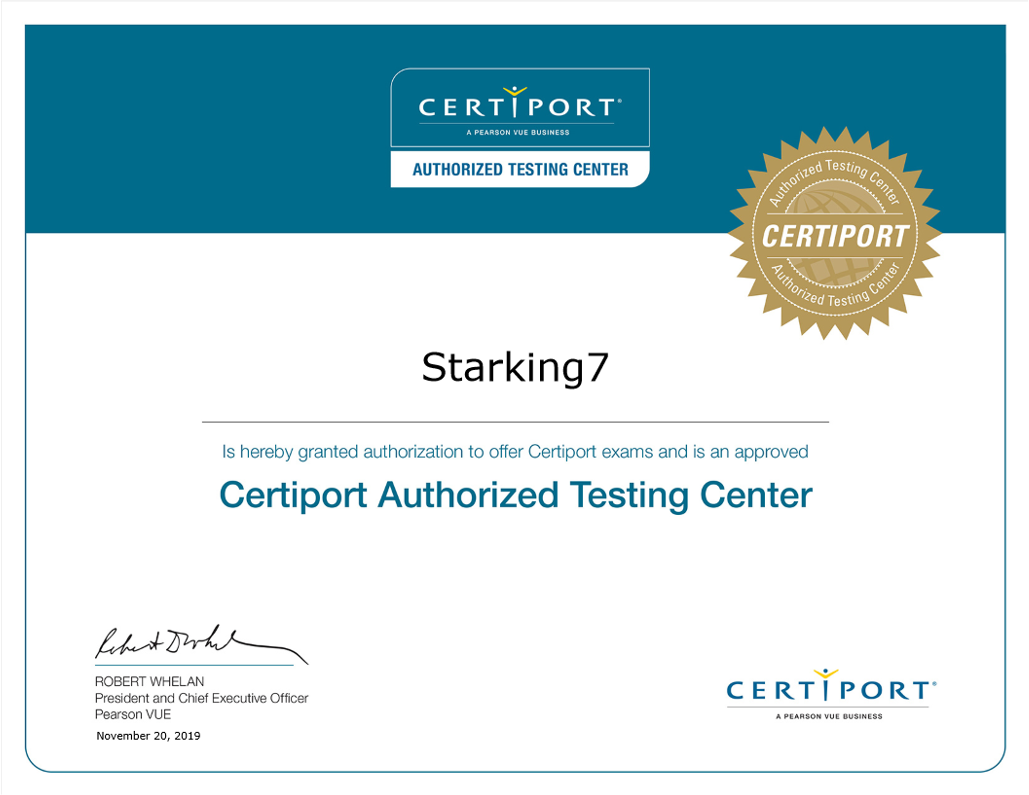 CERTIPORT®
A PEARSON VUE BUSINESS
AUTHORIZED TESTING CENTER
Authorized Testing Center
CERTIPORT
Authorized Testing Center
Starking7
Is hereby granted authorization to offer Certiport exams and is an approved
Certiport Authorized Testing Center
ROBERT WHELAN
President and Chief Executive Officer
Pearson VUE
November 20, 2019
CERTIPORT®
A PEARSON VUE BUSINESS